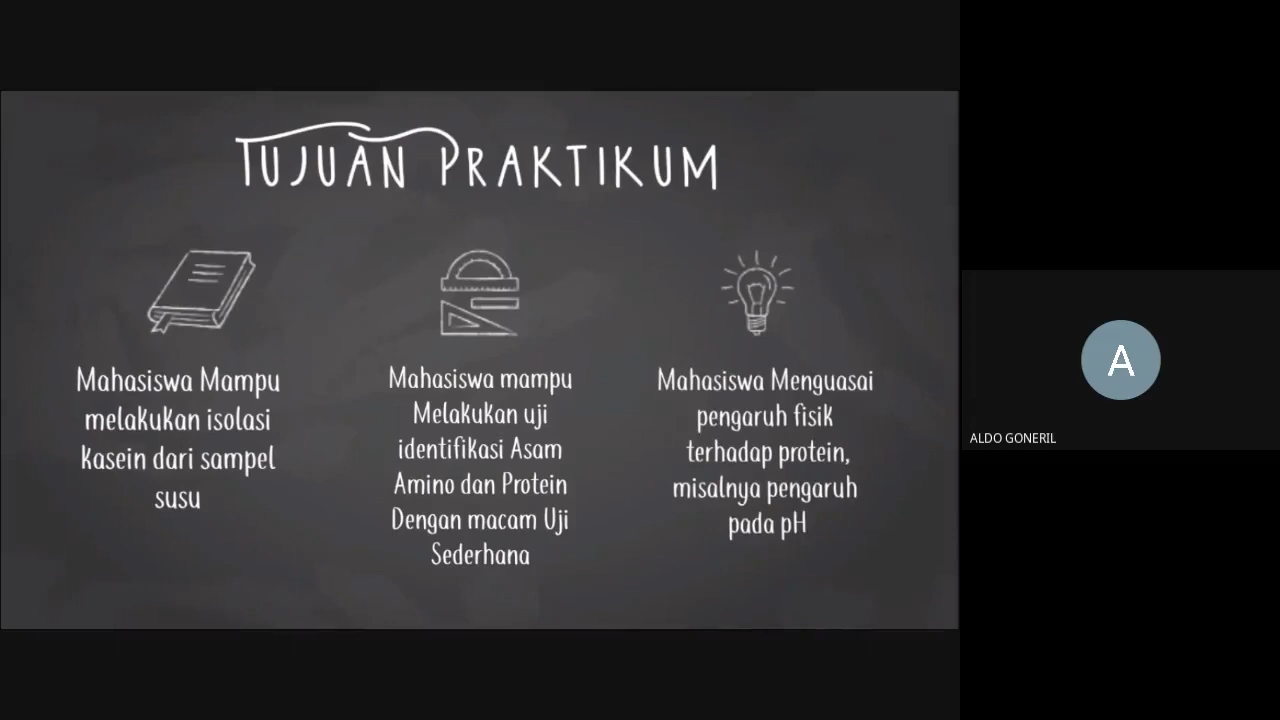 TUJUAN PRAKTIKUM
Mahasiswa Mampu
melakukan isolasi
kasein dari sampel
susu
Mahasiswa mampu
Melakukan uji
identifikasi Asam
Amino dan Protein
Dengan macam Uji
Sederhana
Mahasiswa Menguasai
pengaruh fisik
terhadap protein,
misalnya pengaruh
pada pH
A
ALDO GONERIL